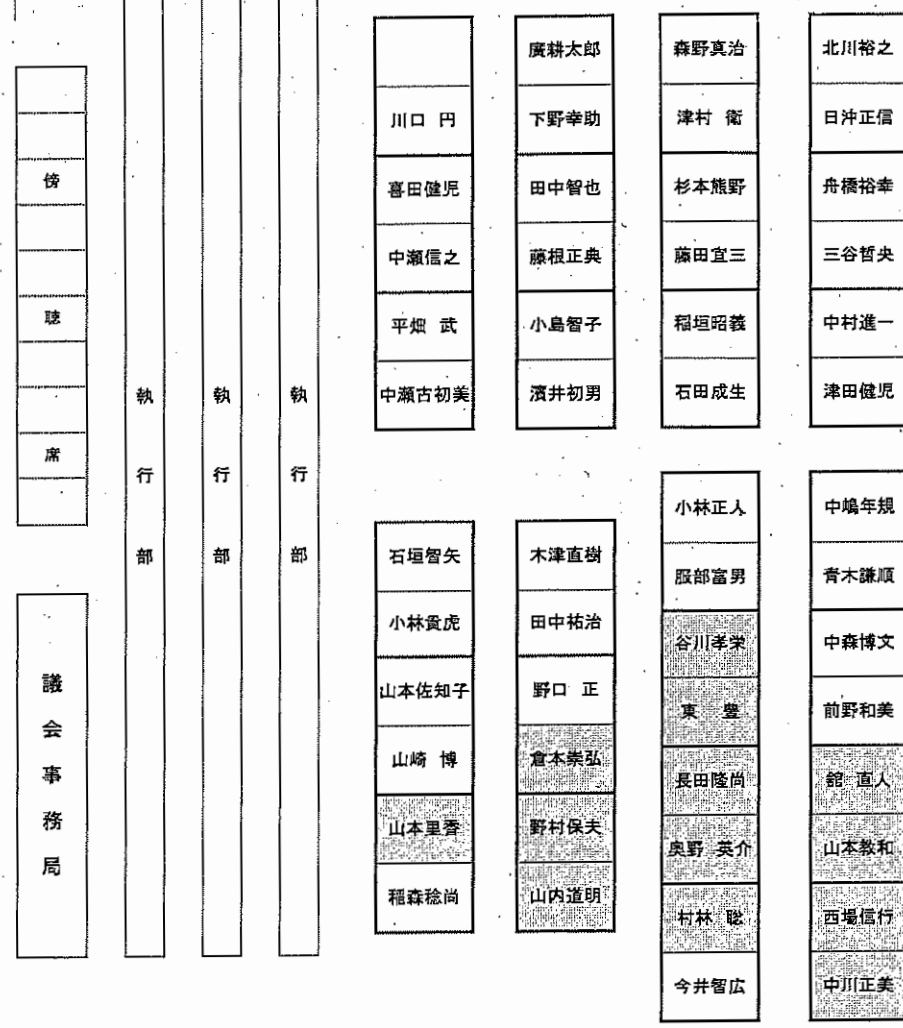 傍
聴
席
議会事務局
執行部
執行部
執行部
川口 円
喜田健児
中瀬信之
平畑 武
中瀬古初美
廣耕太郎
下野幸助
田中智也
藤根正典
小島智子
濱井初男
森野真治
津村 衛
杉本熊野
藤田宜三
稲垣昭義
石田成生
北川裕之
日沖正信
舟橋裕幸
三谷哲央
中村進一
津田健児
石垣智矢
小林貴虎
山本佐知子
山崎 博
山本里香
稲森稔尚
木津直樹
田中祐治
野口 正
倉本崇弘
野村保夫
山内道明
小林正人
服部富男
谷川孝栄
東 豊
長田隆尚
奥野 英介
村林 聡
今井智広
中嶋年規
青木謙順
中森博文
前野和美
舘 直人
山本教和
西場信行
中川正美